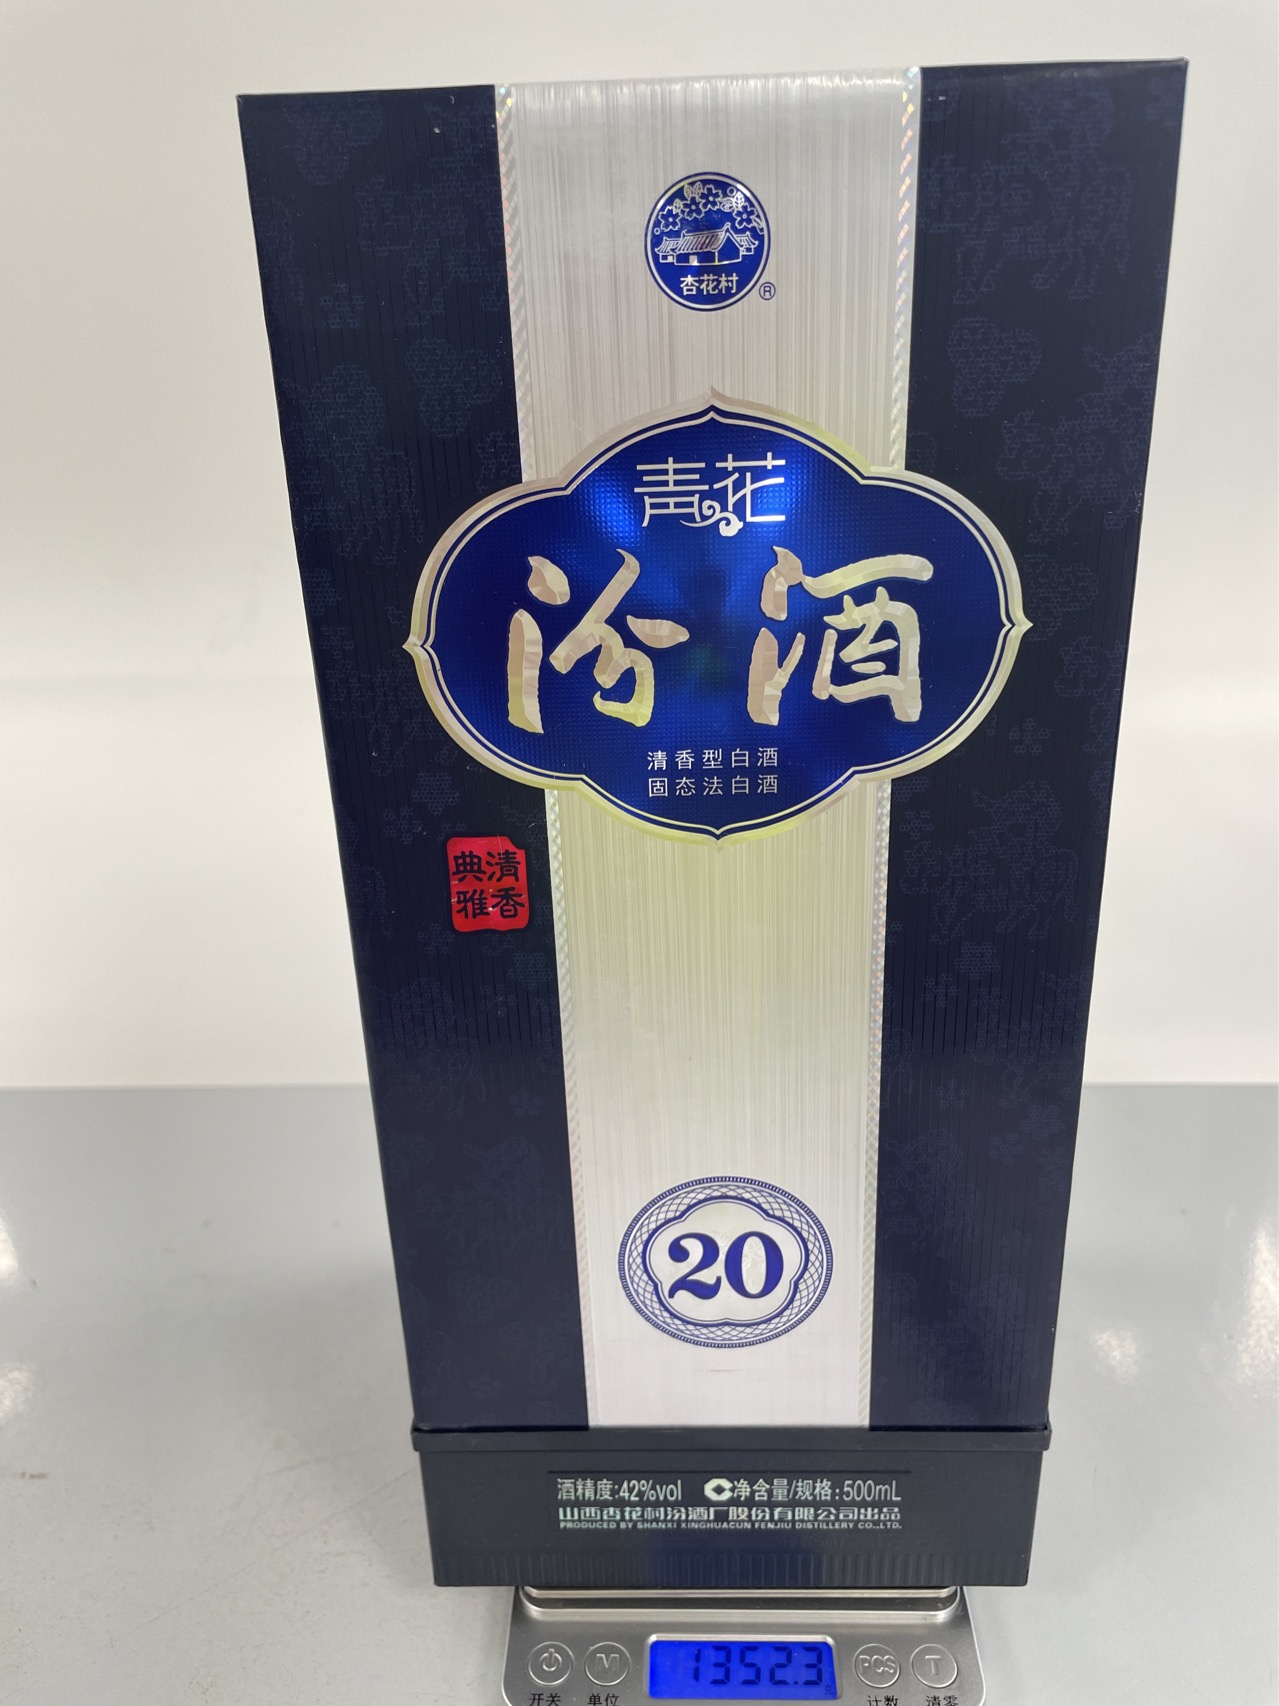 杏花村
®
青花
汾酒
清香型白酒
固态法白酒
清香
典雅
20
酒精度:42%vol 净含量/规格:500mL
山西杏花村汾酒厂股份有限公司出品
PRODUCED BY SHANXI XINGHUACUN FENJIU DISTILLERY CO.,LTD.
M 1352.3 PCS T
开关 单位 计数 清零